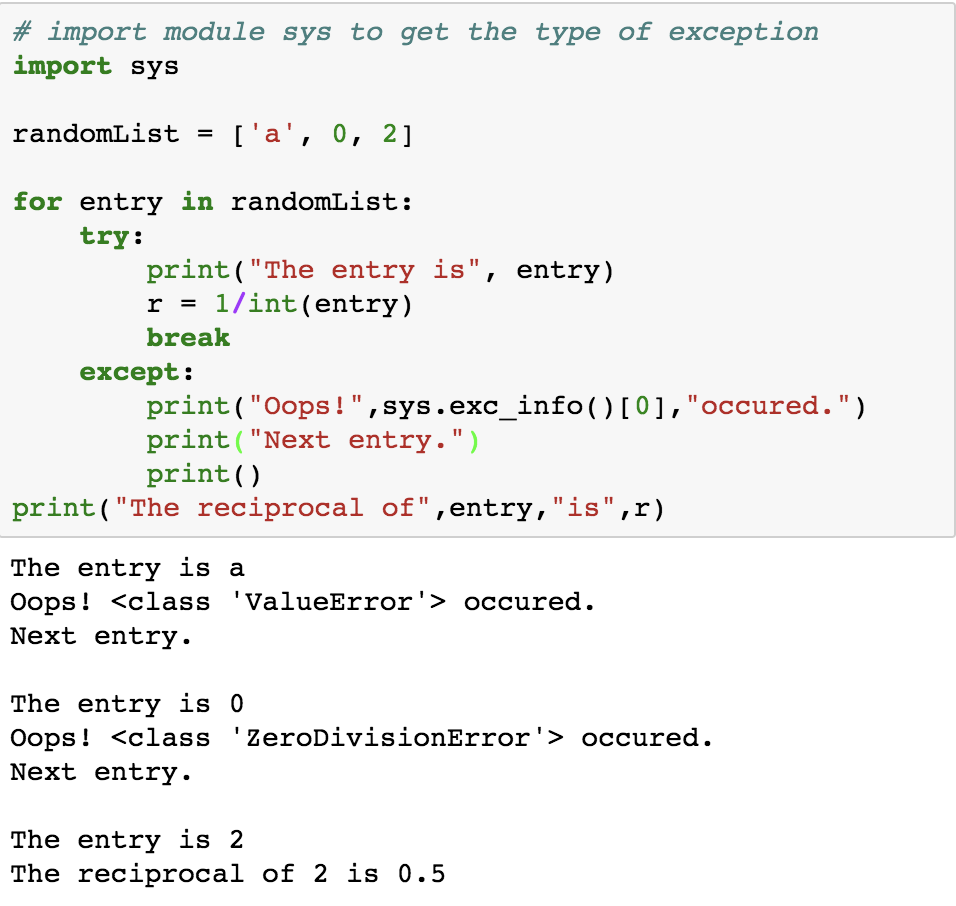 # import module sys to get the type of exception
import sys

randomList = ['a', 0, 2]

for entry in randomList:
    try:
        print("The entry is", entry)
        r = 1/int(entry)
        break
    except:
        print("Oops!",sys.exc_info()[0],"occured.")
        print("Next entry.")
        print()
print("The reciprocal of",entry,"is",r)
The entry is a
Oops! <class 'ValueError'> occured.
Next entry.

The entry is 0
Oops! <class 'ZeroDivisionError'> occured.
Next entry.

The entry is 2
The reciprocal of 2 is 0.5